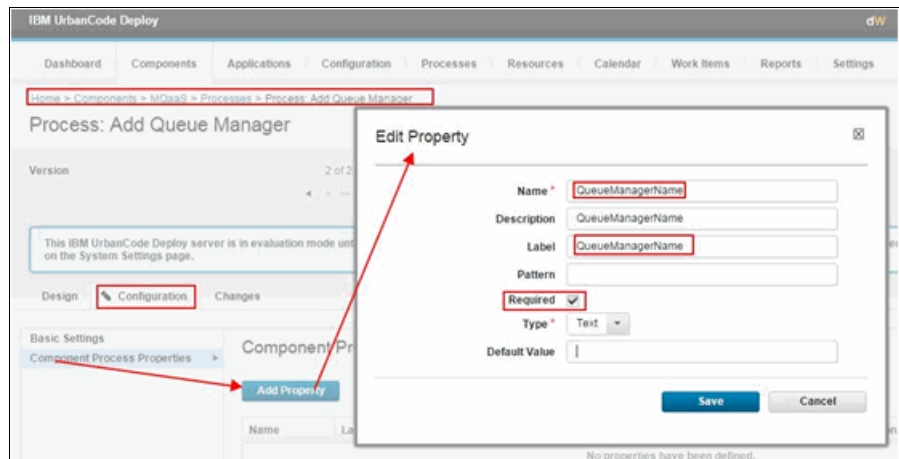 IBM UrbanCode Deploy
dW
Dashboard Components Applications Configuration Processes Resources Calendar Work Items Reports Settings
Home > Components > MQaaS > Processes > Process: Add Queue Manager
Process: Add Queue Manager
Version 2 of 2
This IBM UrbanCode Deploy server is in evaluation mode
on the System Settings page.
Design Configuration Changes
Basic Settings
Component Process Properties
Component Pr
Add Property
Name La
No properties have been defined.
Edit Property
Name * QueueManagerName
Description QueueManagerName
Label QueueManagerName
Pattern
Required
Type * Text
Default Value
Save Cancel